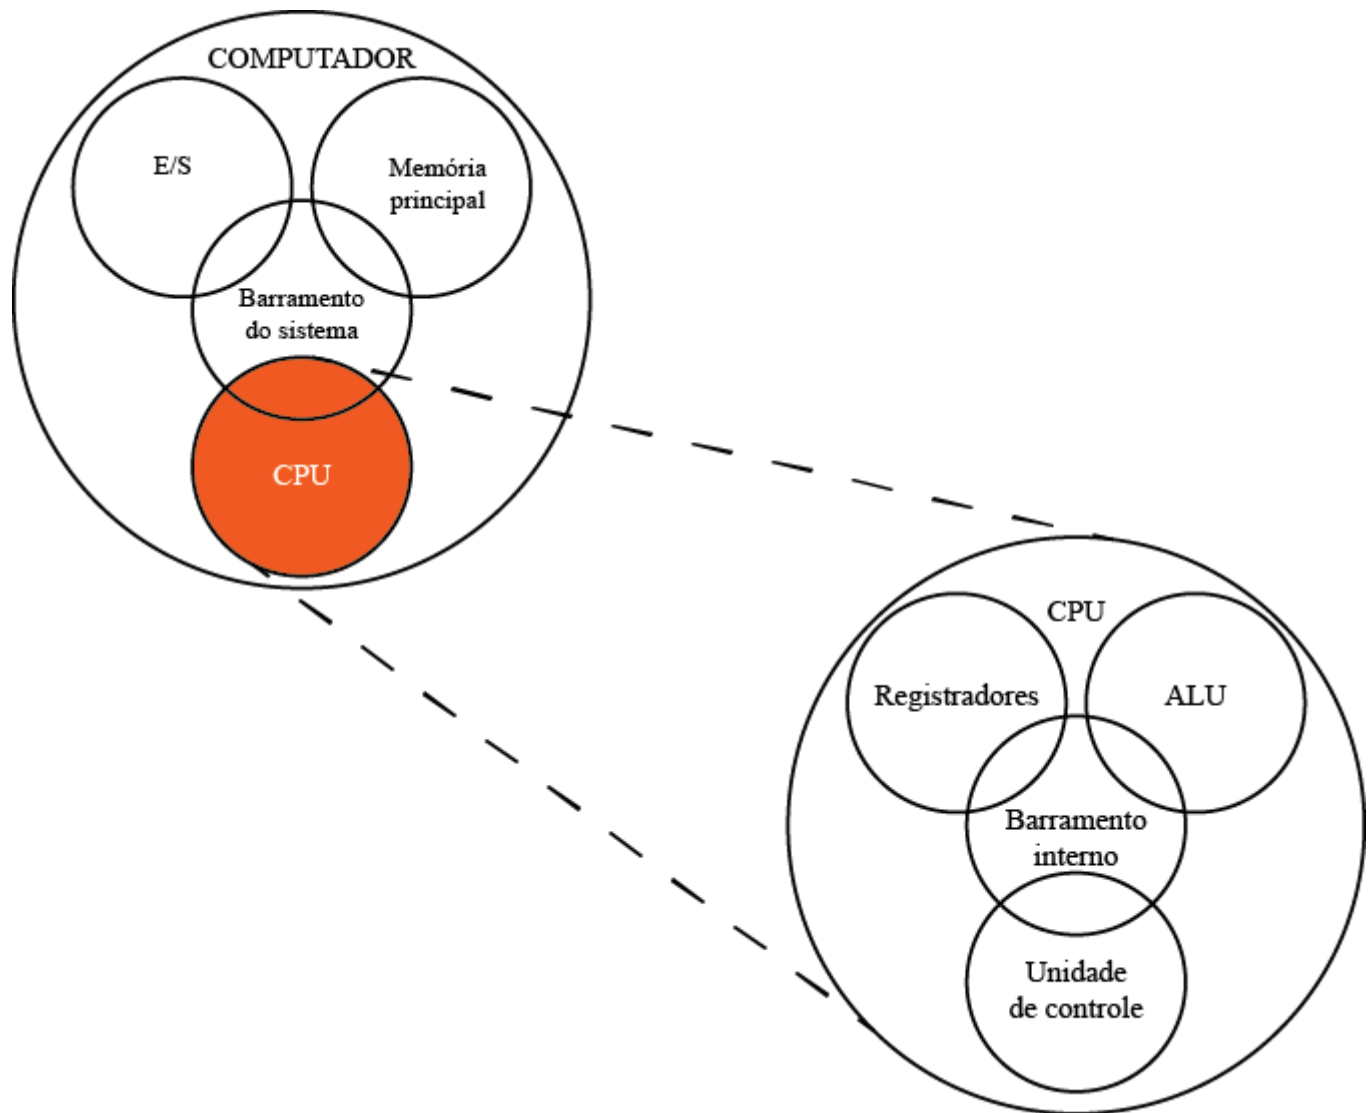 COMPUTADOR
E/S
Memória
principal
Barramento
do sistema
CPU
CPU
Registradores
ALU
Barramento
interno
Unidade
de controle